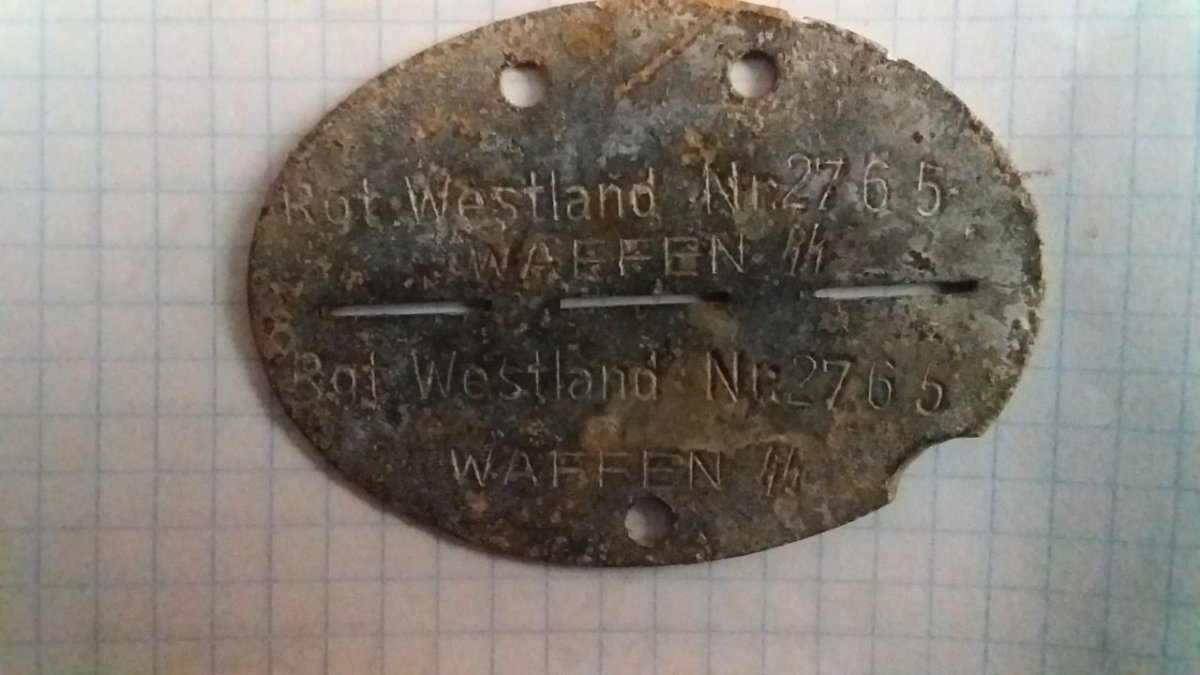 Rgt. Westland Nr. 2765
WAFFEN ᛋᛋ
Rgt. Westland Nr. 2765
WAFFEN ᛋᛋ